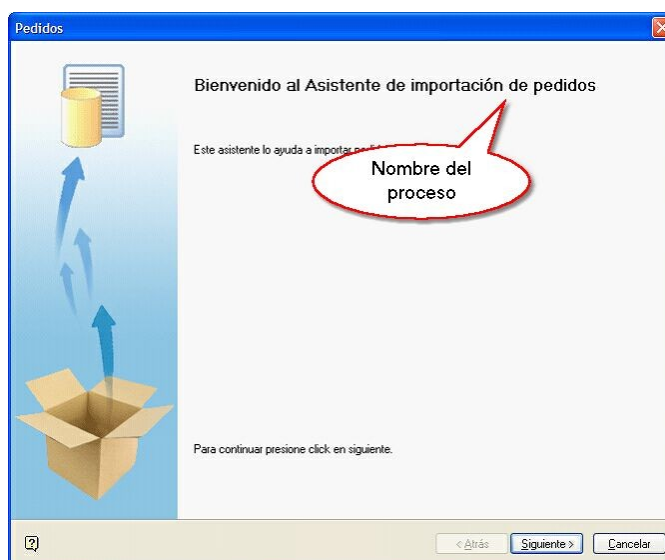 Pedidos
Bienvenido al Asistente de importación de pedidos
Este asistente lo ayuda a importar
Nombre del
proceso
Para continuar presione click en siguiente.
< Atrás Siguiente > Cancelar